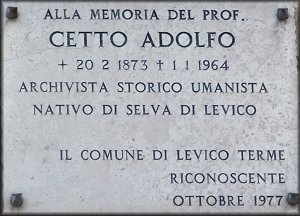 ALLA MEMORIA DEL PROF.
CETTO ADOLFO
+ 20 2 1873 ✝ 1 1 1964
ARCHIVISTA STORICO UMANISTA
NATIVO DI SELVA DI LEVICO
IL COMUNE DI LEVICO TERME
RICONOSCENTE
OTTOBRE 1977